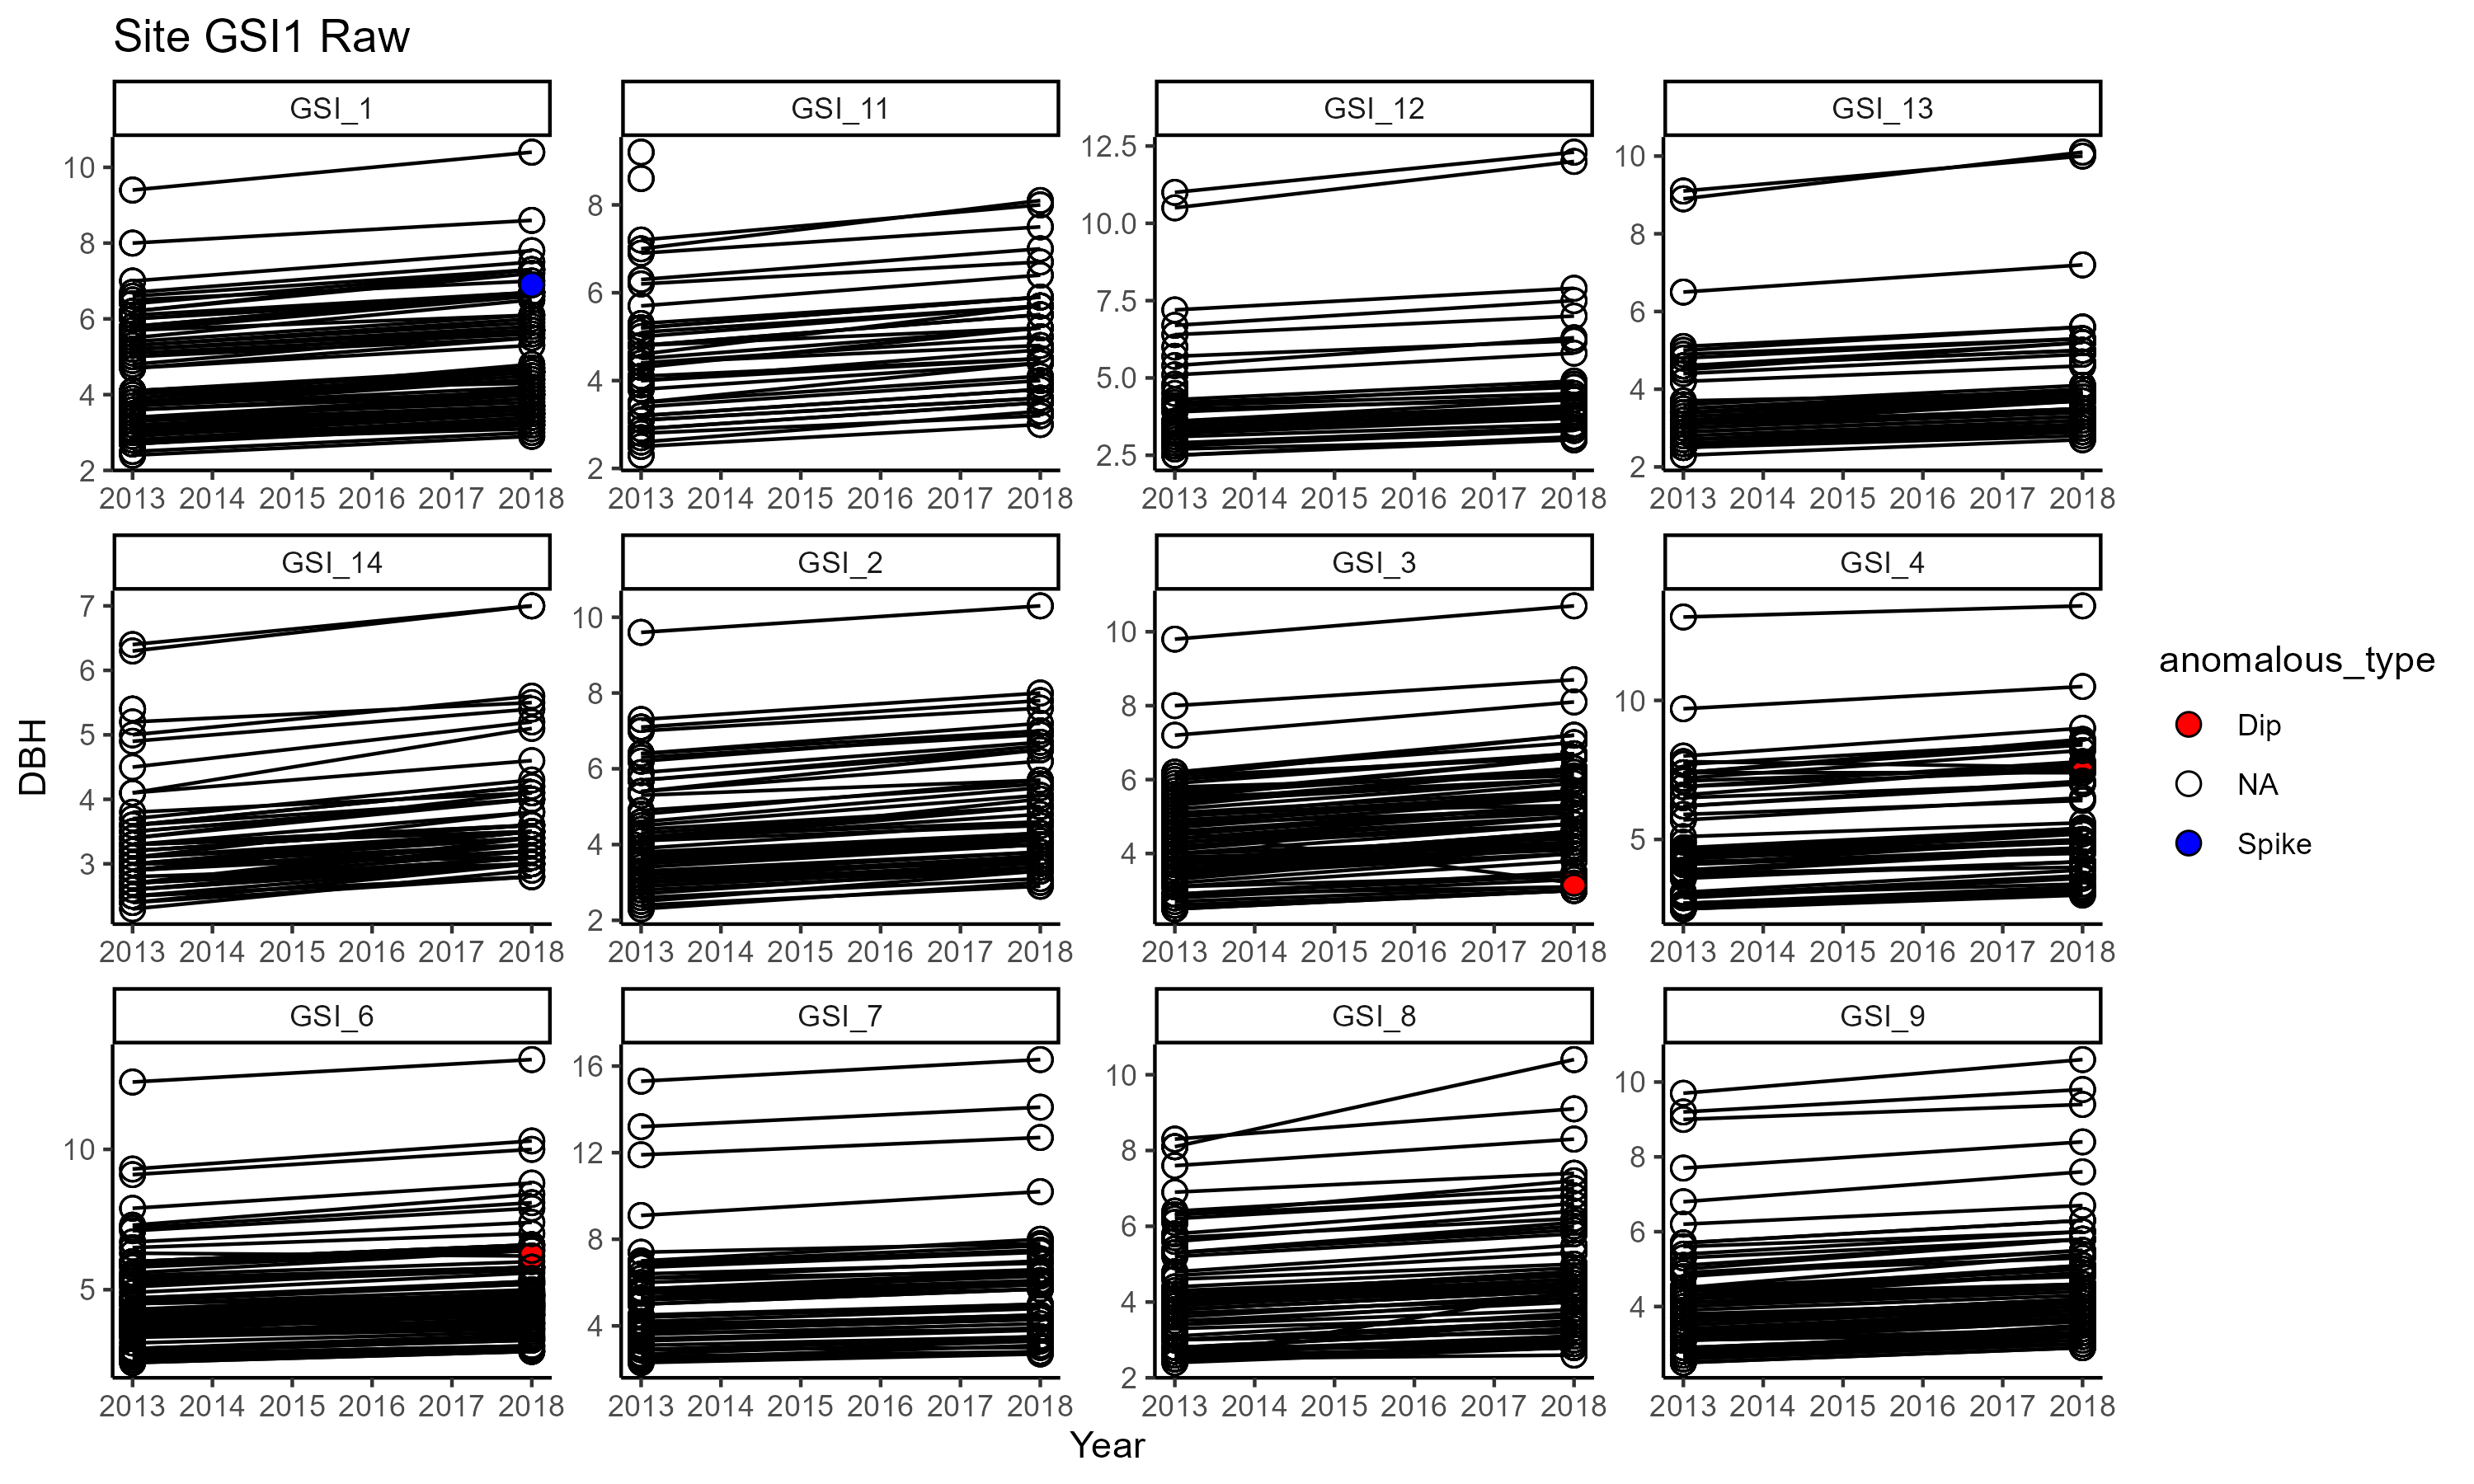 Site GSI1 Raw
GSI_1 GSI_11 GSI_12 GSI_13
10 8 6 4 2
8 6 4 2
12.5 10.0 7.5 5.0 2.5
10 8 6 4 2
2013 2014 2015 2016 2017 2018 2013 2014 2015 2016 2017 2018 2013 2014 2015 2016 2017 2018 2013 2014 2015 2016 2017 2018
GSI_14 GSI_2 GSI_3 GSI_4
7 6 5 4 3
10 8 6 4 2
10 8 6 4
10 5
2013 2014 2015 2016 2017 2018 2013 2014 2015 2016 2017 2018 2013 2014 2015 2016 2017 2018 2013 2014 2015 2016 2017 2018
GSI_6 GSI_7 GSI_8 GSI_9
10 5
16 12 8 4
10 8 6 4 2
10 8 6 4
2013 2014 2015 2016 2017 2018 2013 2014 2015 2016 2017 2018 2013 2014 2015 2016 2017 2018 2013 2014 2015 2016 2017 2018
DBH
Year
anomalous_type
Dip
NA
Spike